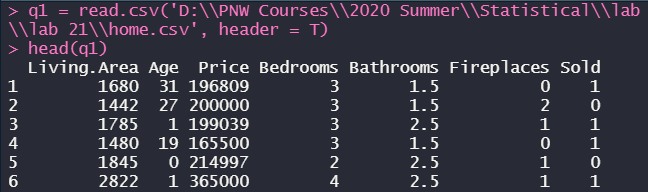 > q1 = read.csv('D:\\PNW Courses\\2020 Summer\\Statistical\\lab
\\lab 21\\home.csv', header = T)
> head(q1)
Living.Area Age Price Bedrooms Bathrooms Fireplaces Sold
1 1680 31 196809 3 1.5 0 1
2 1442 27 200000 3 1.5 2 0
3 1785 1 199039 3 2.5 1 1
4 1480 19 165500 3 1.5 0 1
5 1845 0 214997 2 2.5 1 0
6 2822 1 365000 4 2.5 1 1